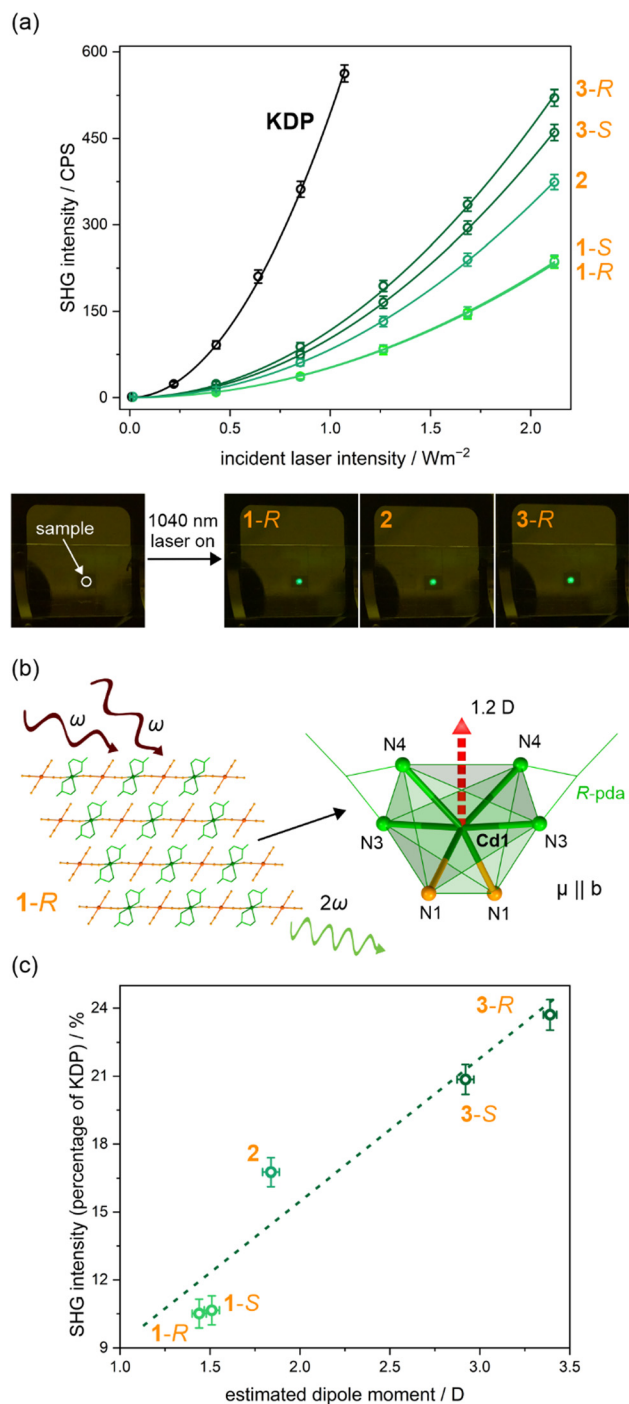 (a)
600
450
300
150
0
SHG intensity / CPS
KDP
3-R
3-S
2
1-S
1-R
0.0
0.5
1.0
1.5
2.0
incident laser intensity / Wm⁻²
sample
1040 nm
laser on
1-R
2
3-R
(b)
ω
ω
1-R
2ω
1.2 D
N4
N4
R-pda
N3
Cd1
N3
N1
N1
μ || b
(c)
24
21
18
15
12
9
SHG intensity (percentage of KDP) / %
3-R
3-S
2
1-S
1-R
1.0
1.5
2.0
2.5
3.0
3.5
estimated dipole moment / D